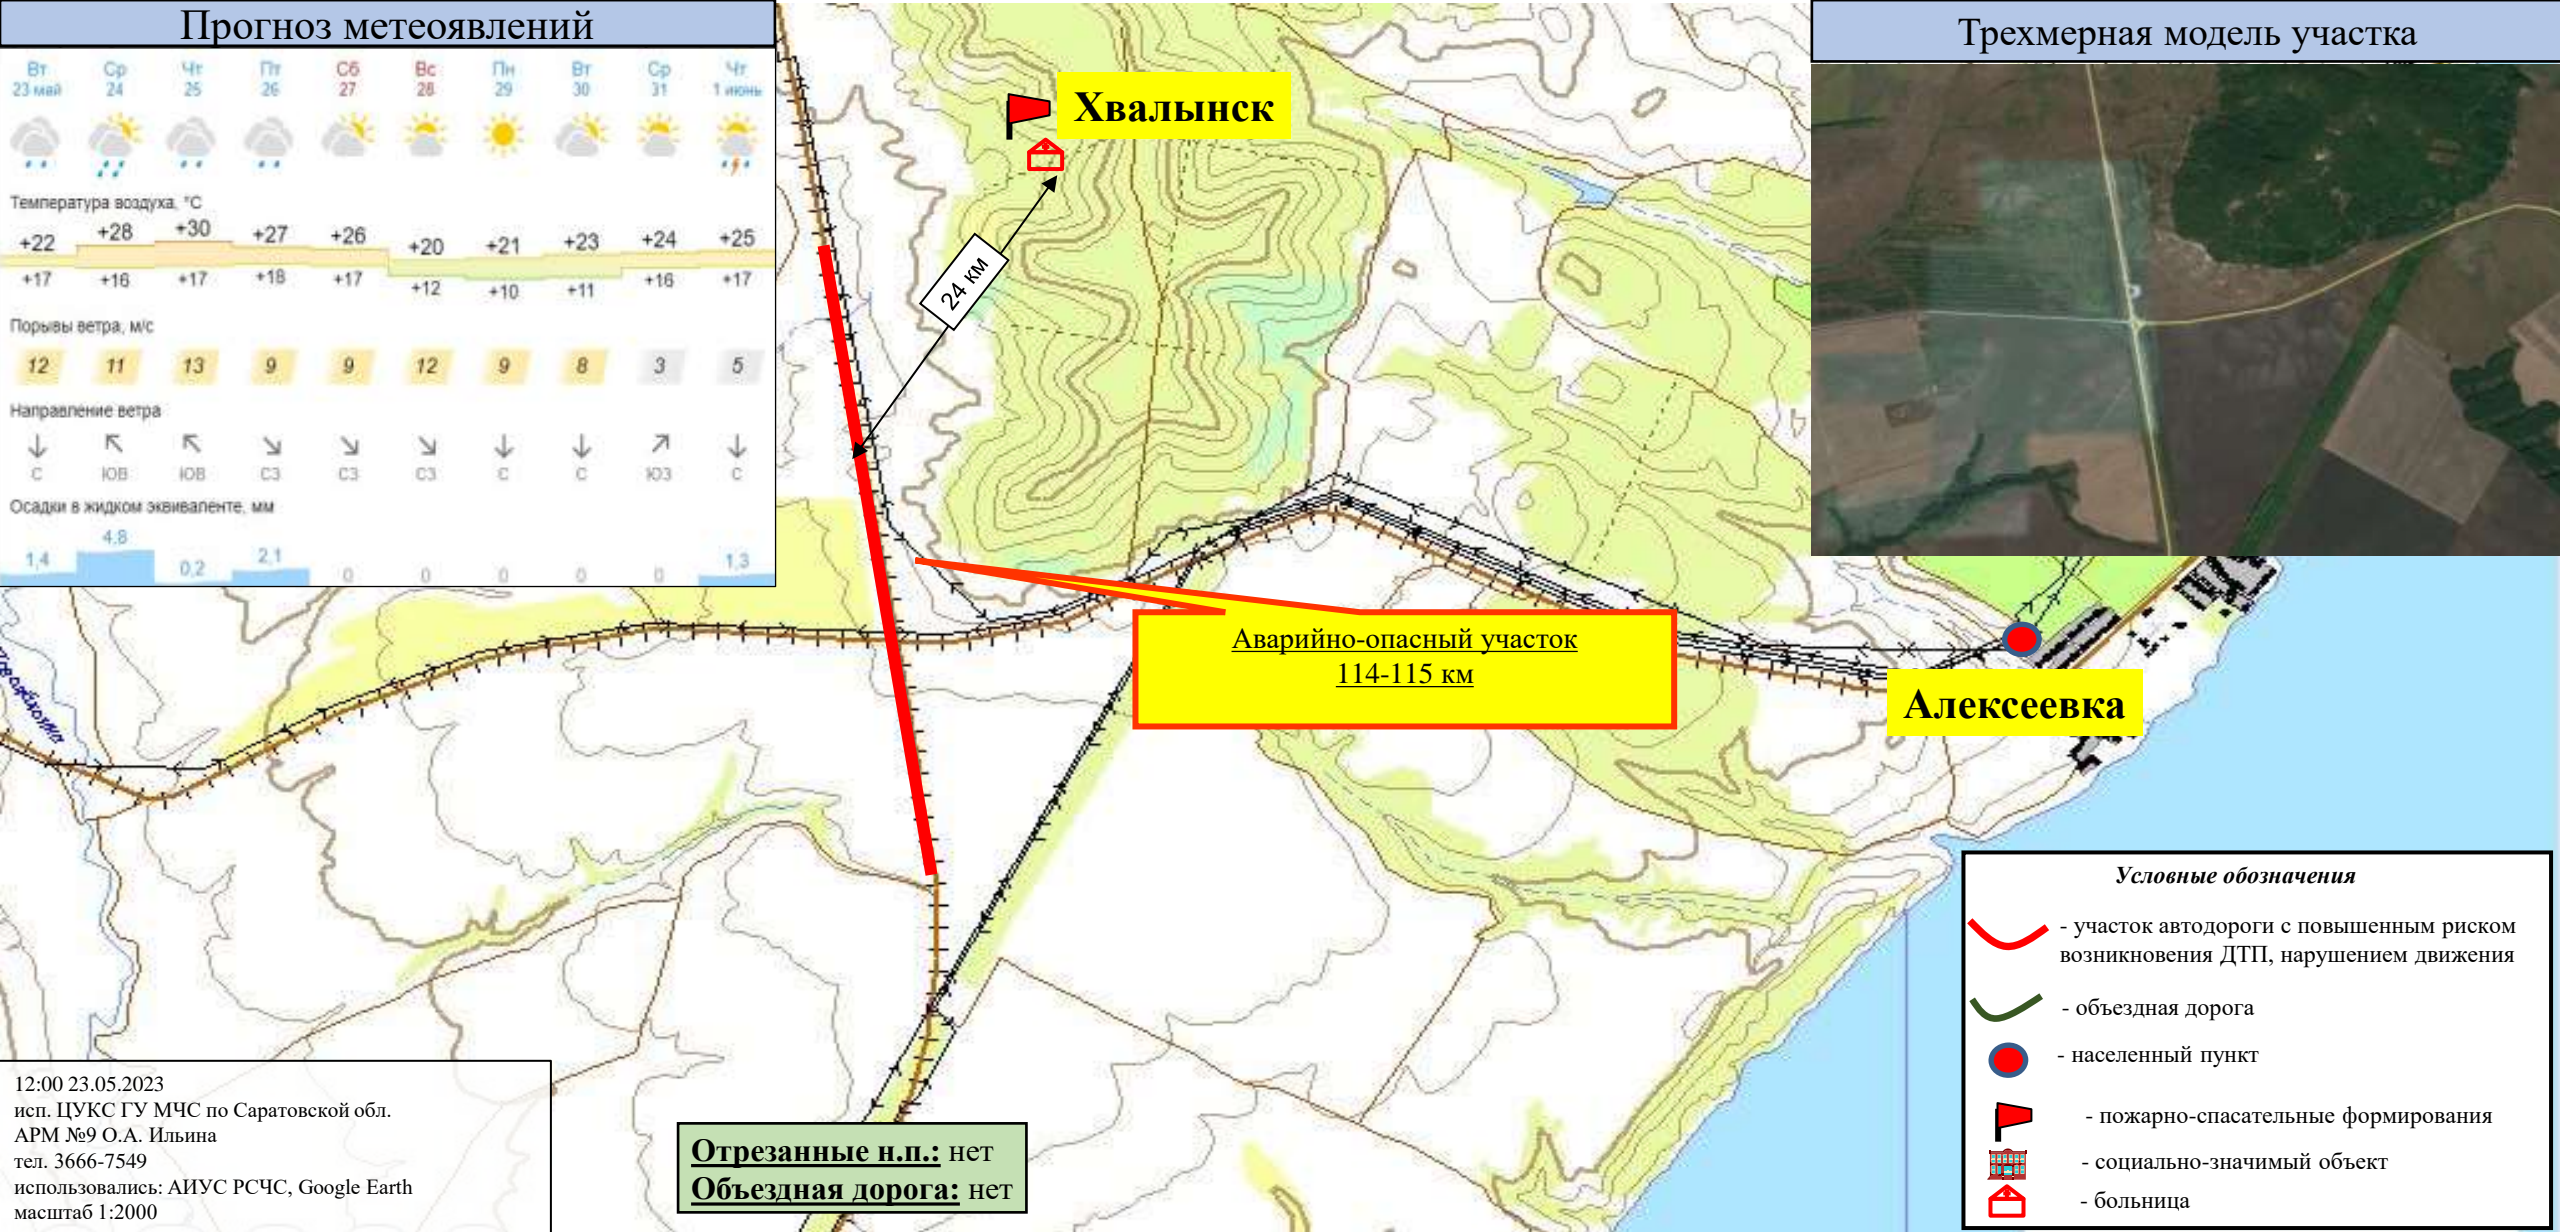 Прогноз метеоявлений
Вт Ср Чт Пт Сб Вс Пн Вт Ср Чт
23 май 24 25 26 27 28 29 30 31 1 июнь
Температура воздуха, °C
+22 +28 +30 +27 +26 +20 +21 +23 +24 +25
+17 +16 +17 +18 +17 +12 +10 +11 +16 +17
Порывы ветра, м/с
12 11 13 9 9 12 9 8 3 5
Направление ветра
С ЮВ ЮВ СЗ СЗ СЗ С С ЮЗ С
Осадки в жидком эквиваленте, мм
1,4 4,8 0,2 2,1 0 0 0 0 0 1,3
Хвалынск
24 км
Трехмерная модель участка
Аварийно-опасный участок
114-115 км
Алексеевка
Условные обозначения
- участок автодороги с повышенным риском
возникновения ДТП, нарушением движения
- объездная дорога
- населенный пункт
- пожарно-спасательные формирования
- социально-значимый объект
- больница
12:00 23.05.2023
исп. ЦУКС ГУ МЧС по Саратовской обл.
АРМ №9 О.А. Ильина
тел. 3666-7549
использовались: АИУС РСЧС, Google Earth
масштаб 1:2000
Отрезанные н.п.: нет
Объездная дорога: нет